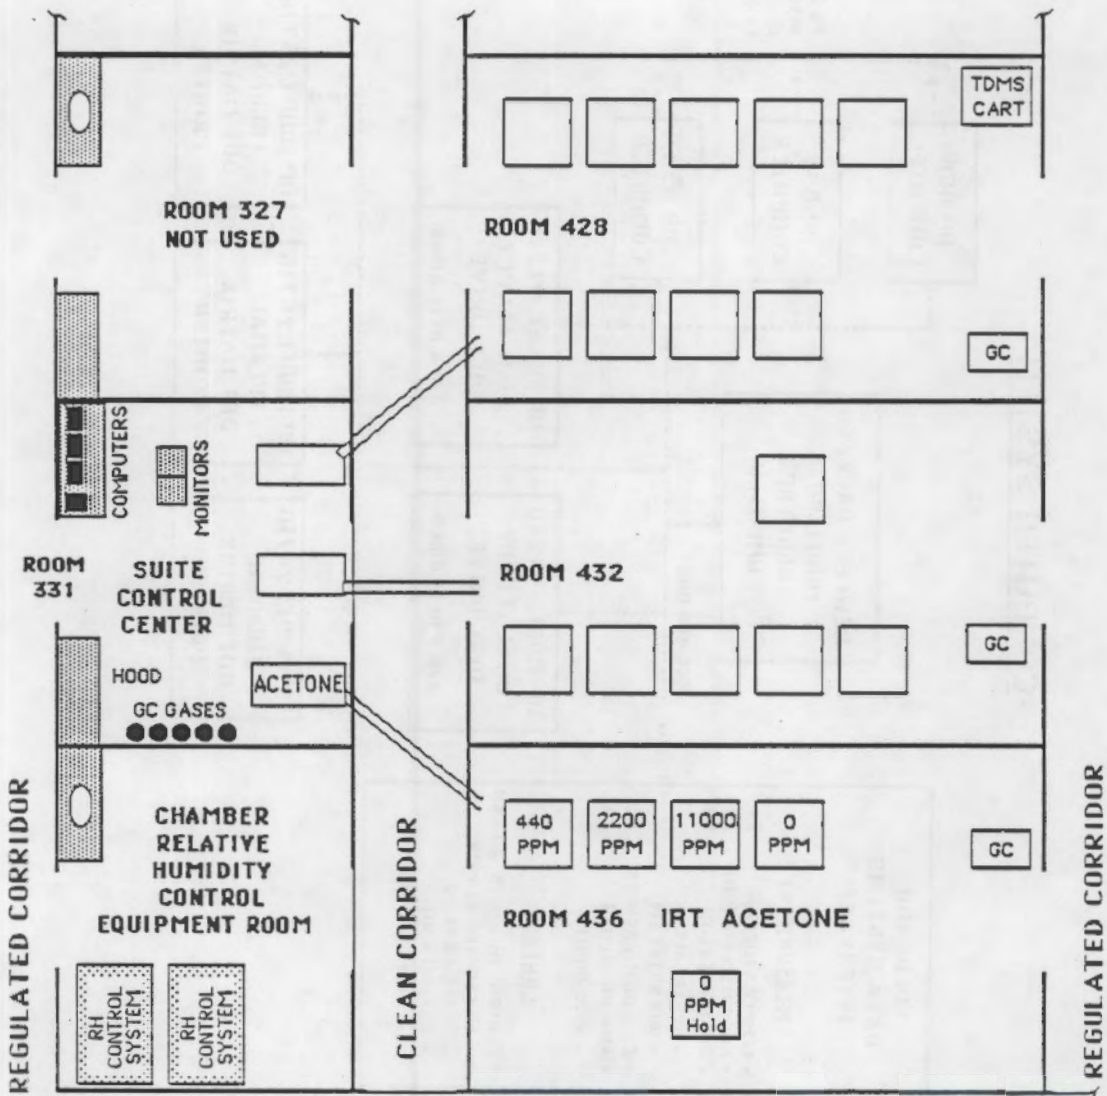 TDMS
CART
ROOM 327
NOT USED
ROOM 428
GC
COMPUTERS
MONITORS
ROOM
331
SUITE
CONTROL
CENTER
ROOM 432
HOOD
ACETONE
GC
GC GASES
REGULATED CORRIDOR
CHAMBER
RELATIVE
HUMIDITY
CONTROL
EQUIPMENT ROOM
CLEAN CORRIDOR
440
PPM
2200
PPM
11000
PPM
0
PPM
GC
ROOM 436 IRT ACETONE
REGULATED CORRIDOR
RH
CONTROL
SYSTEM
RH
CONTROL
SYSTEM
0
PPM
Hold